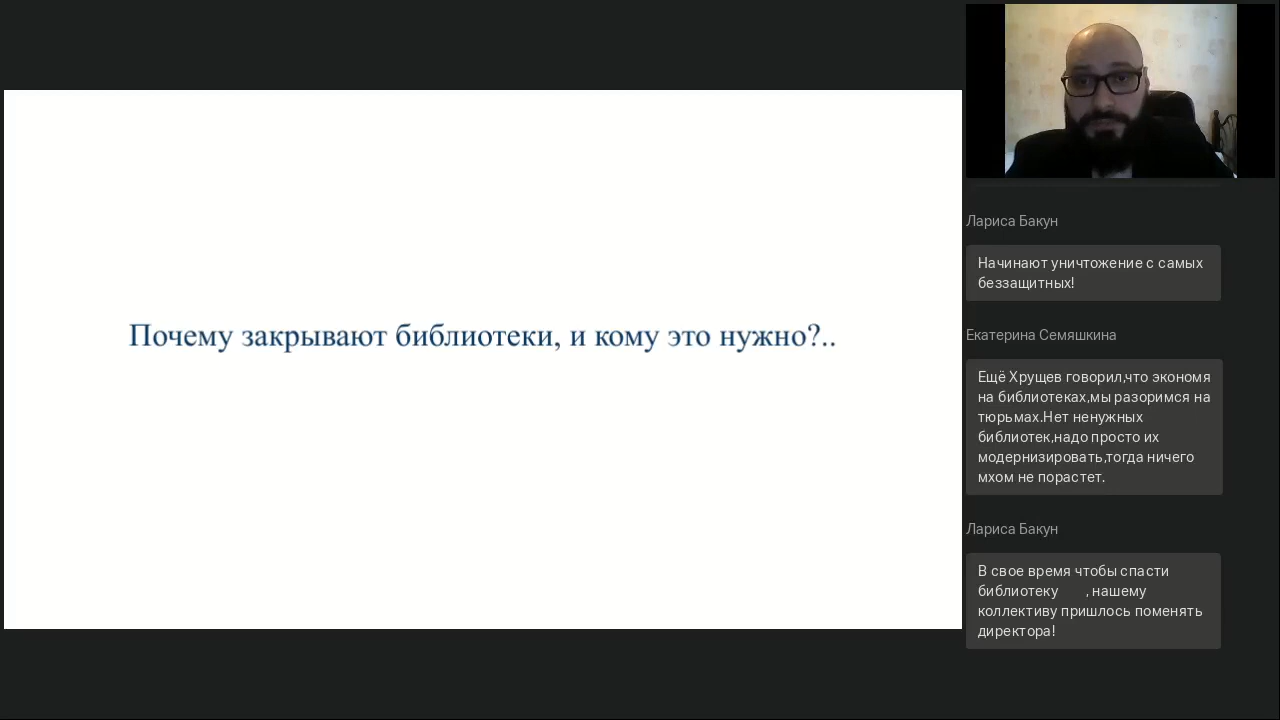 Почему закрывают библиотеки, и кому это нужно?..
Лариса Бакун
Начинают уничтожение с самых
беззащитных!
Екатерина Семяшкина
Ещё Хрущев говорил,что экономя
на библиотеках,мы разоримся на
тюрьмах.Нет ненужных
библиотек,надо просто их
модернизировать,тогда ничего
мхом не порастет.
Лариса Бакун
В свое время чтобы спасти
библиотеку , нашему
коллективу пришлось поменять
директора!